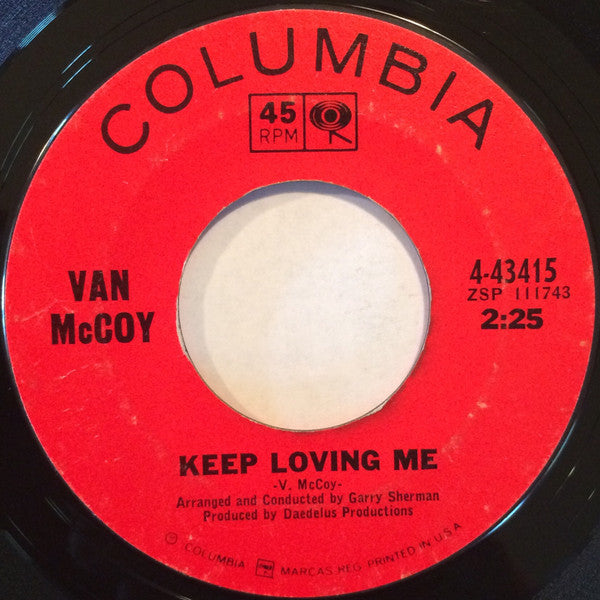 COLUMBIA
45
RPM
VAN
McCOY
4-43415
ZSP 111743
2:25
KEEP LOVING ME
-V. McCoy-
Arranged and Conducted by Garry Sherman
Produced by Daedelus Productions
COLUMBIA MARCAS REG. PRINTED IN U.S.A.